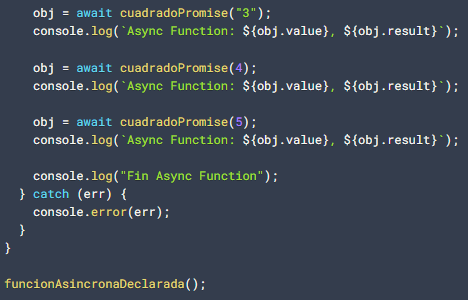 obj = await cuadradoPromise("3");
console.log(`Async Function: ${obj.value}, ${obj.result}`);
obj = await cuadradoPromise(4);
console.log(`Async Function: ${obj.value}, ${obj.result}`);
obj = await cuadradoPromise(5);
console.log(`Async Function: ${obj.value}, ${obj.result}`);
console.log("Fin Async Function");
} catch (err) {
console.error(err);
}
}
funcionAsincronaDeclarada();